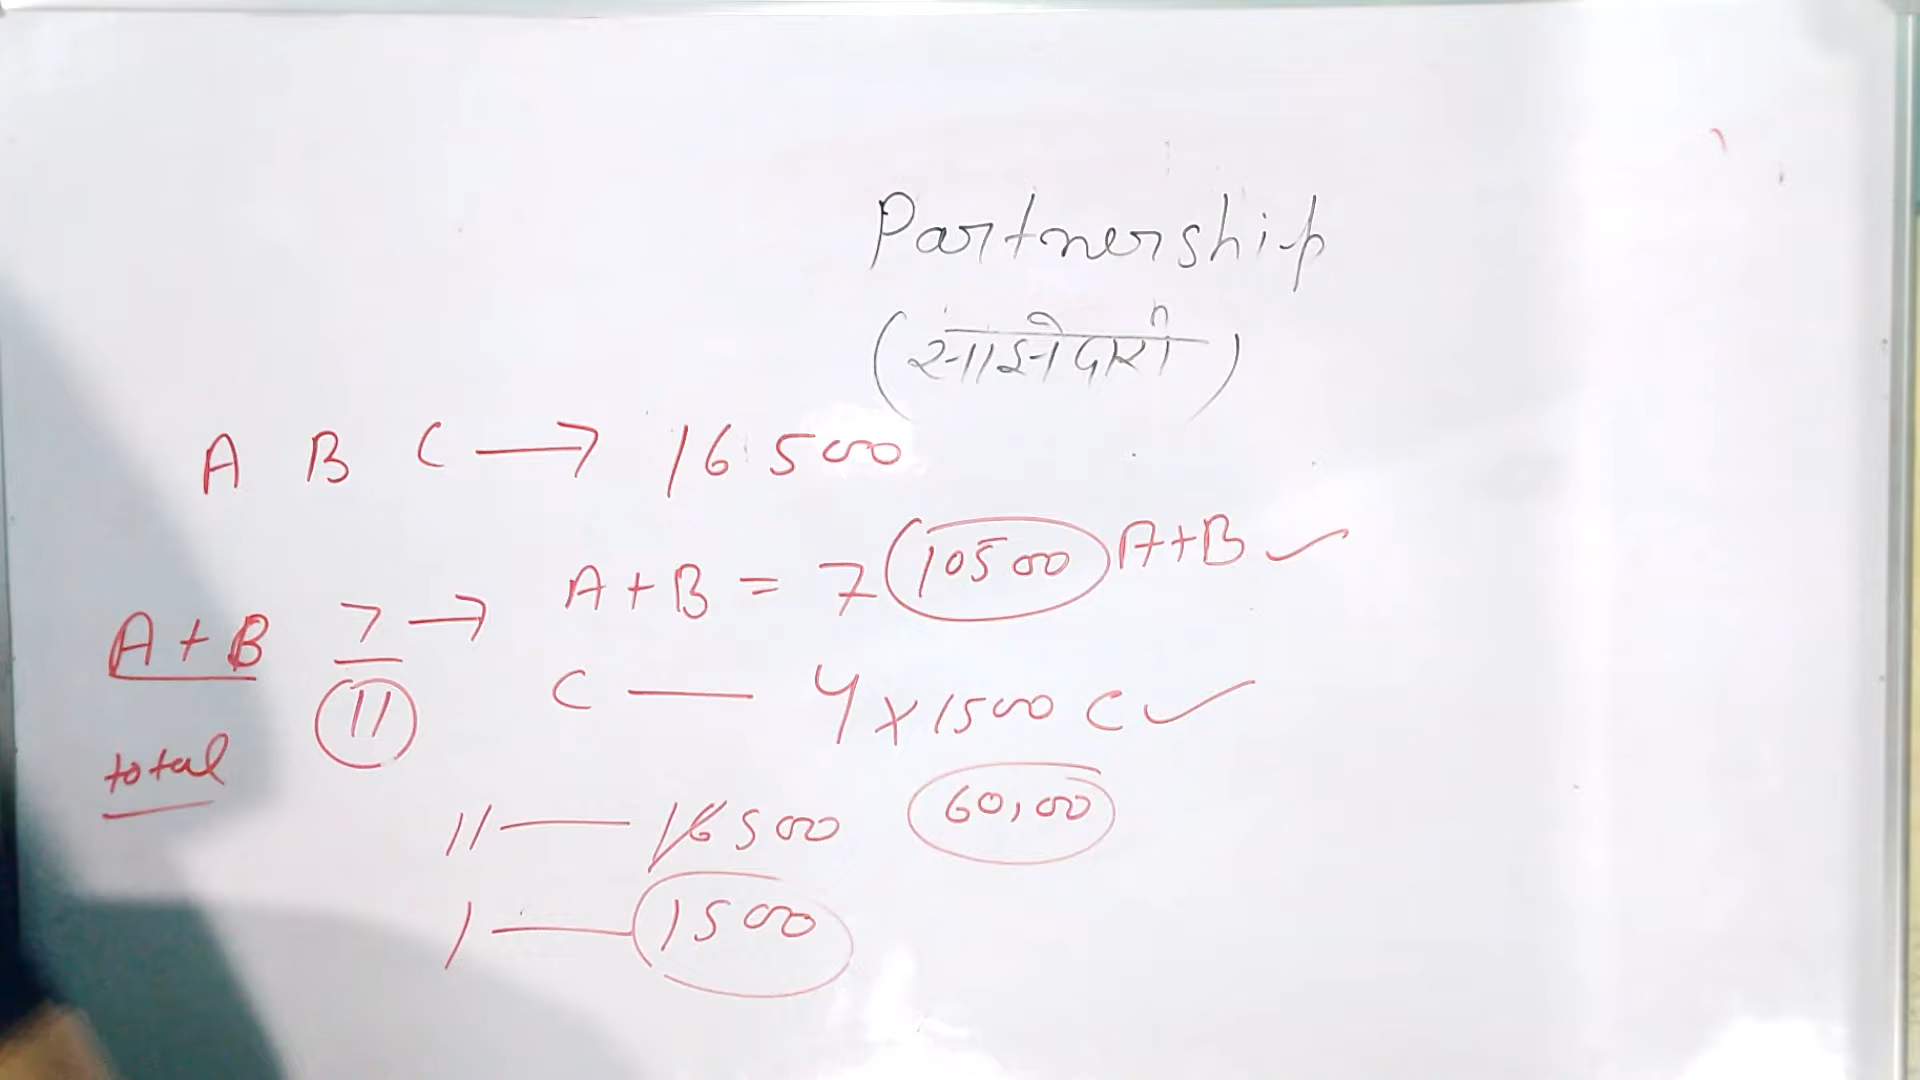 Partnership
(साझेदारी)
A B C → 16500
A+B = 7 10500 A+B ✓
A+B 7 →
11
C — 4 x 1500 C ✓
total
11 — 16500 60,00
1 — 1500